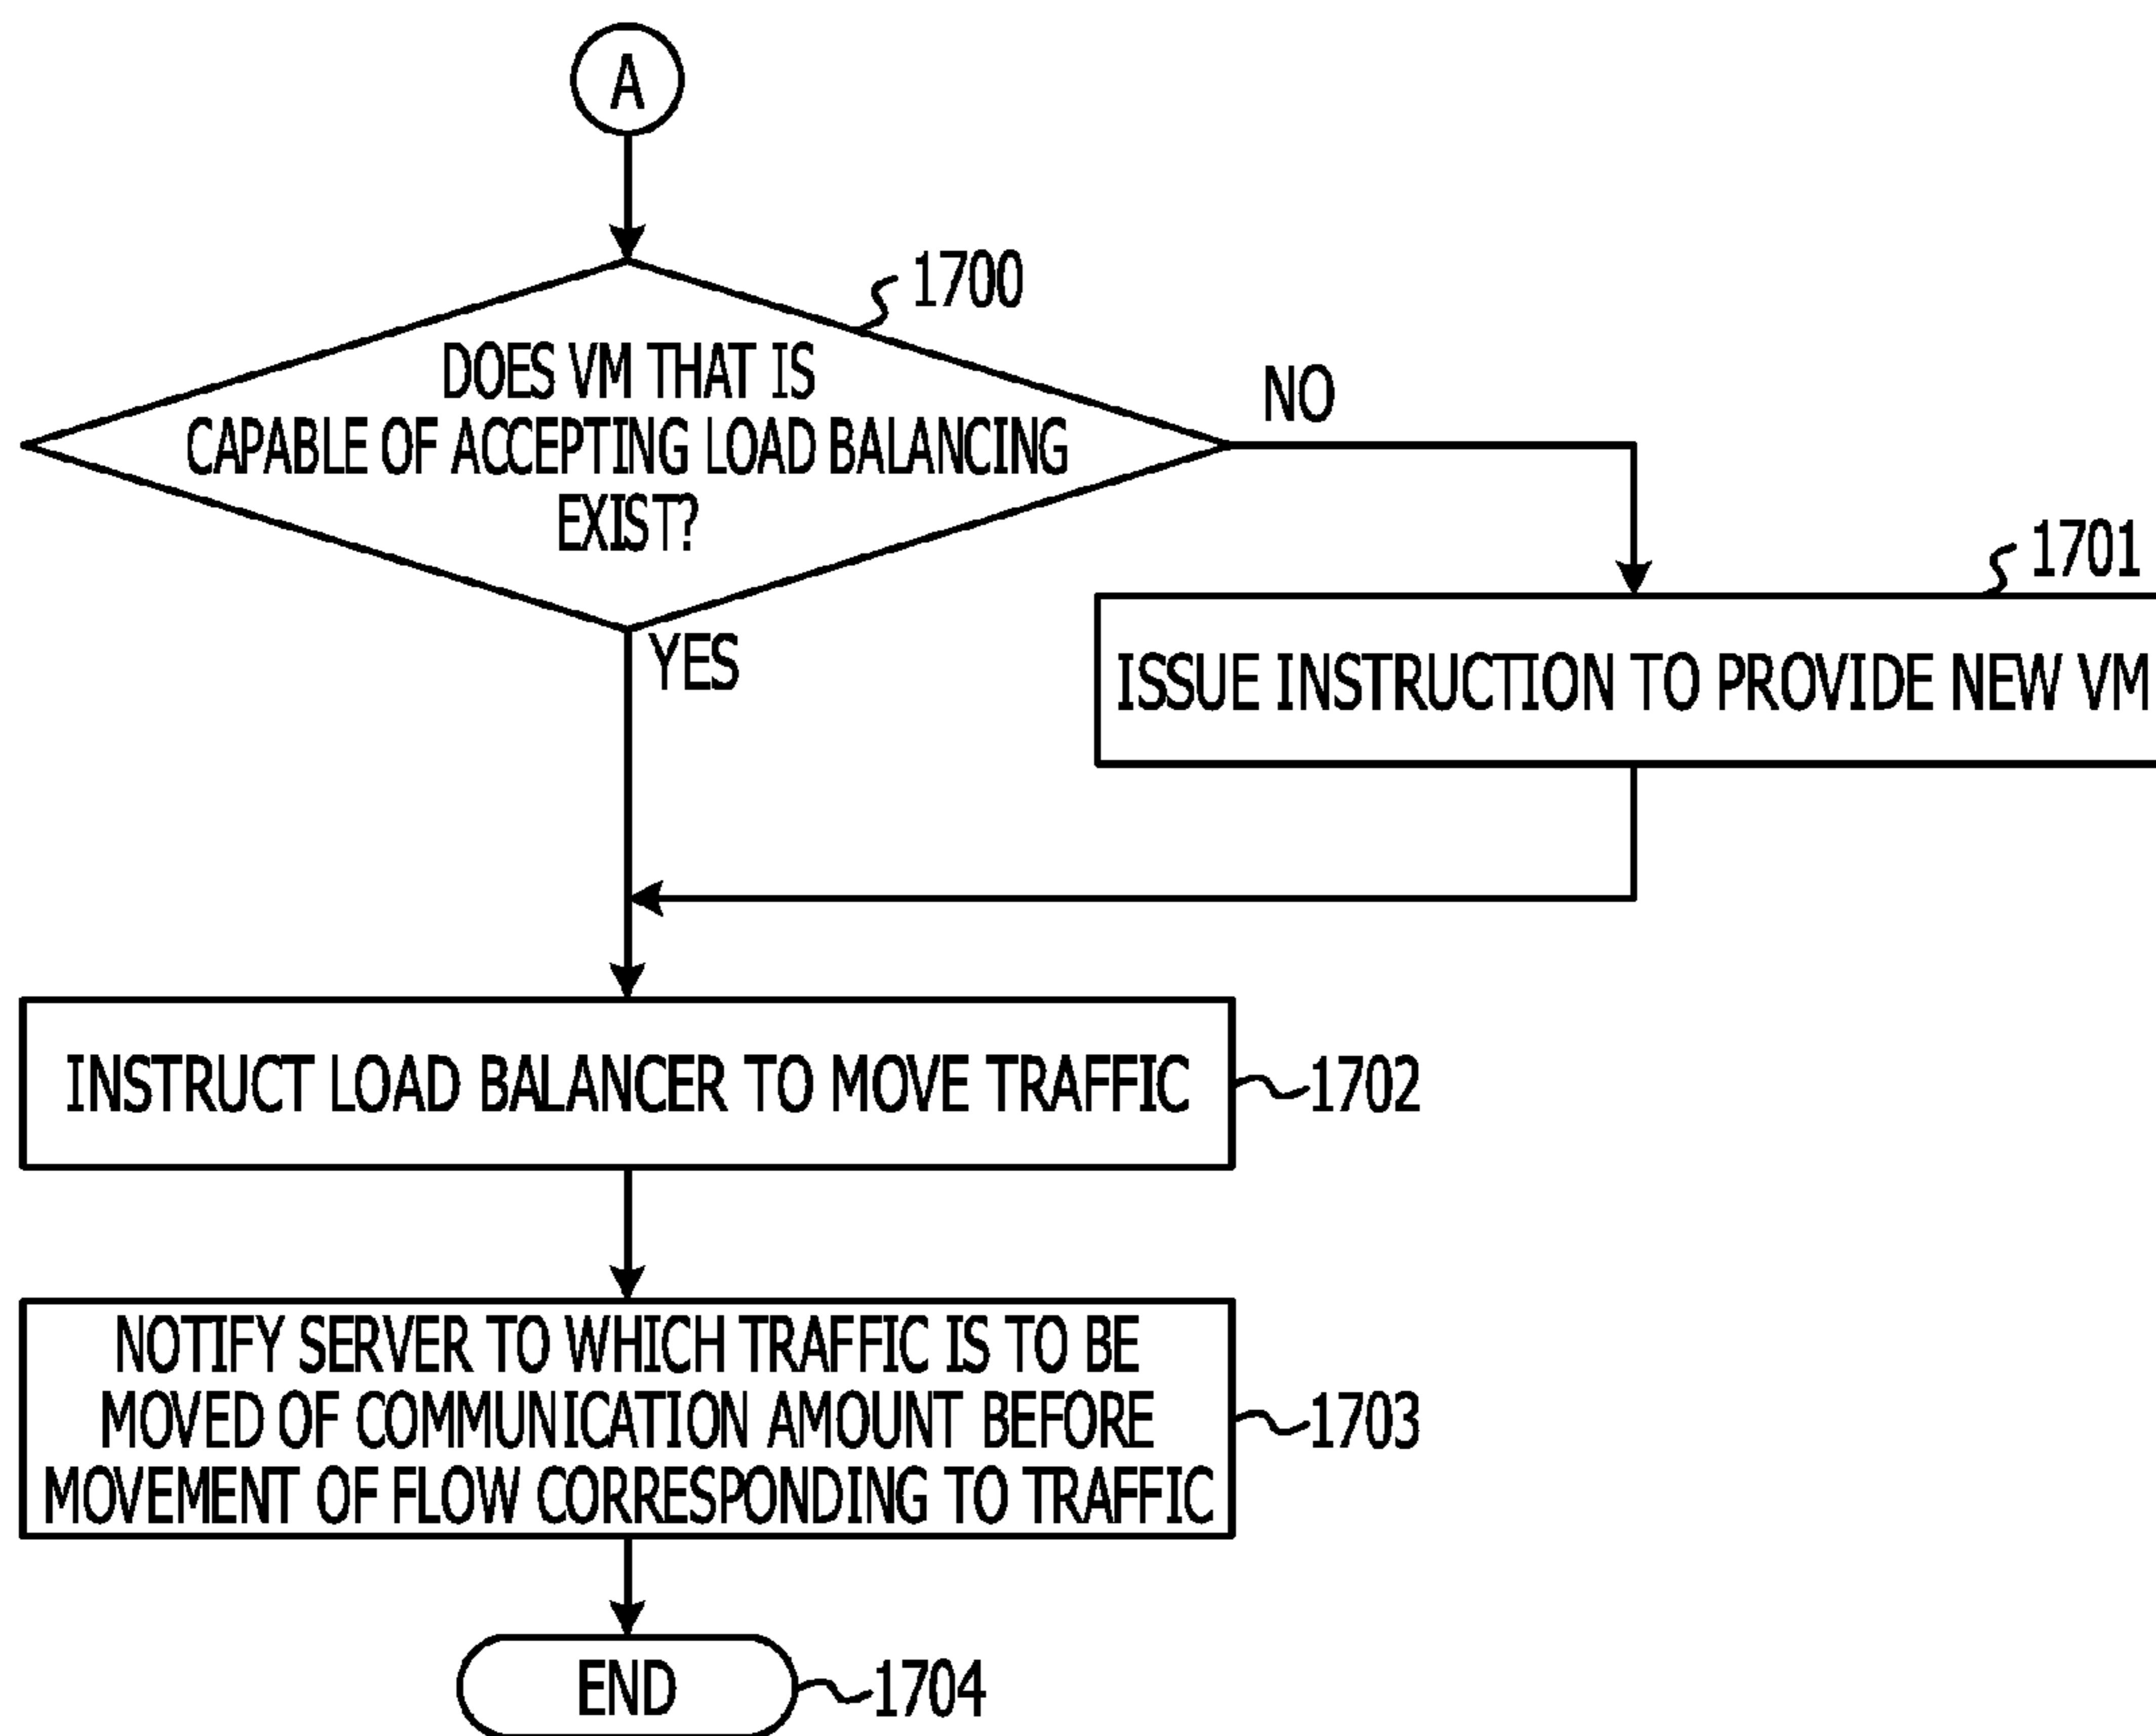 A
1700
DOES VM THAT IS
CAPABLE OF ACCEPTING LOAD BALANCING
EXIST?
NO
YES
1701
ISSUE INSTRUCTION TO PROVIDE NEW VM
INSTRUCT LOAD BALANCER TO MOVE TRAFFIC
1702
NOTIFY SERVER TO WHICH TRAFFIC IS TO BE
MOVED OF COMMUNICATION AMOUNT BEFORE
MOVEMENT OF FLOW CORRESPONDING TO TRAFFIC
1703
END
1704